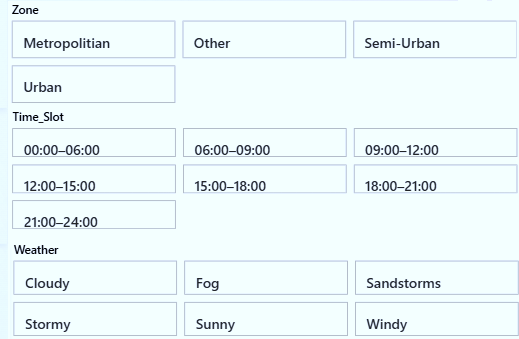 Zone
Metropolitian Other Semi-Urban
Urban
Time_Slot
00:00–06:00 06:00–09:00 09:00–12:00
12:00–15:00 15:00–18:00 18:00–21:00
21:00–24:00
Weather
Cloudy Fog Sandstorms
Stormy Sunny Windy